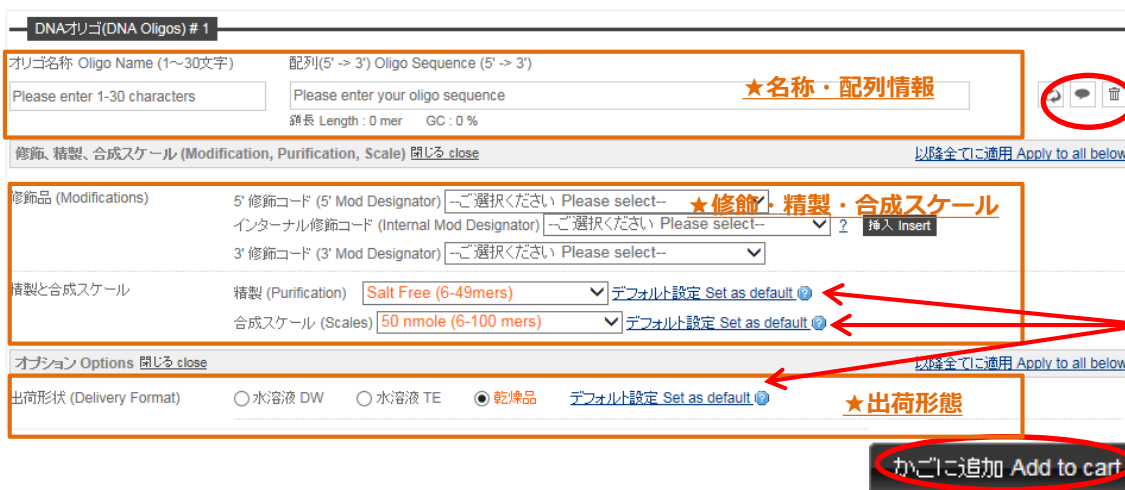 DNAオリゴ(DNA Oligos) # 1
オリゴ名称 Oligo Name (1～30文字) 配列(5' -> 3') Oligo Sequence (5' -> 3')
Please enter 1-30 characters Please enter your oligo sequence ★名称・配列情報
鎖長 Length : 0 mer GC : 0 %
修飾、精製、合成スケール (Modification, Purification, Scale) 閉じる close 以降全てに適用 Apply to all below
修飾品 (Modifications) 5' 修飾コード (5' Mod Designator) --ご選択ください Please select-- ★修飾・精製・合成スケール
インターナル修飾コード (Internal Mod Designator) --ご選択ください Please select-- ? 挿入 Insert
3' 修飾コード (3' Mod Designator) --ご選択ください Please select--
精製と合成スケール 精製 (Purification) Salt Free (6-49mers) デフォルト設定 Set as default ?
合成スケール (Scales) 50 nmole (6-100 mers) デフォルト設定 Set as default ?
オプション Options 閉じる close 以降全てに適用 Apply to all below
出荷形状 (Delivery Format) 水溶液 DW 水溶液 TE 乾燥品 デフォルト設定 Set as default ? ★出荷形態
かごに追加 Add to cart